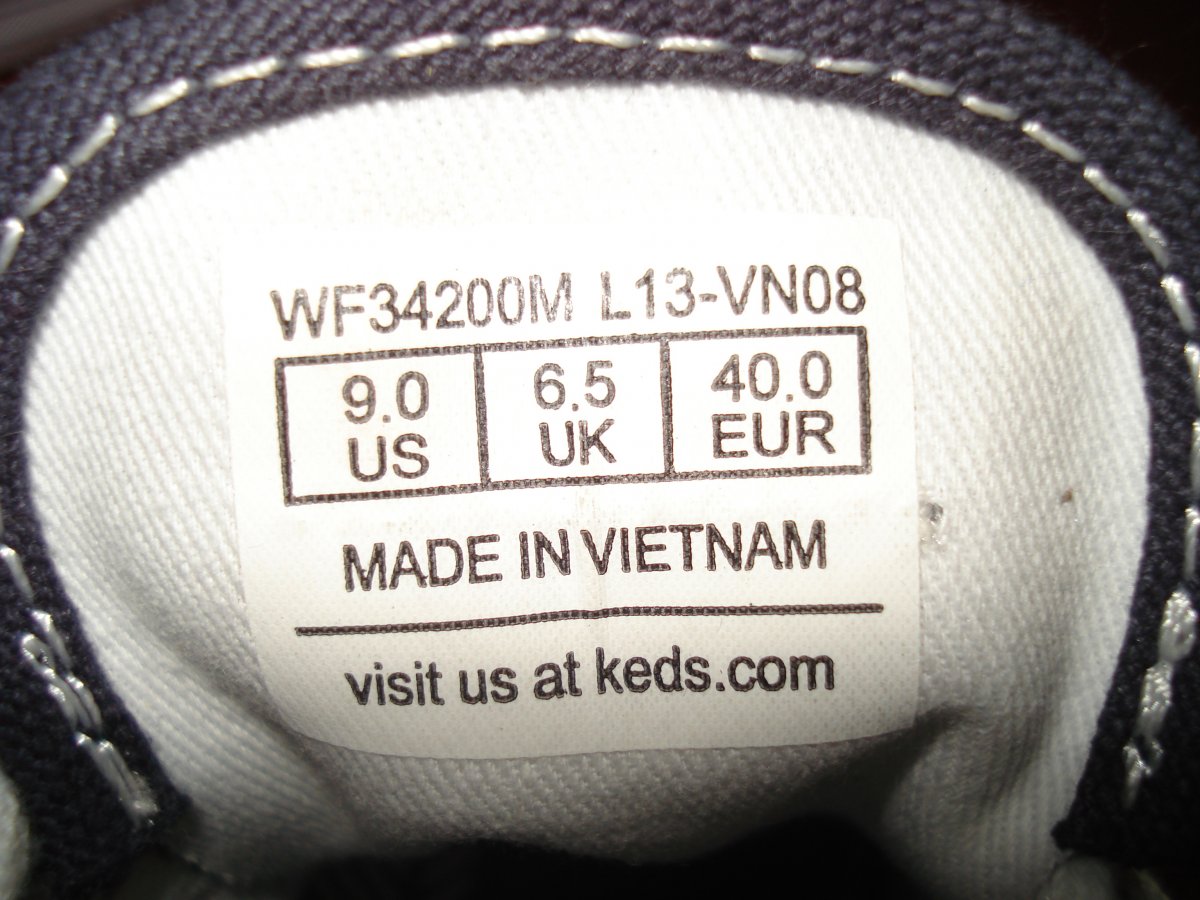 WF34200M L13-VN08
9.0 6.5 40.0
US UK EUR
MADE IN VIETNAM
visit us at keds.com